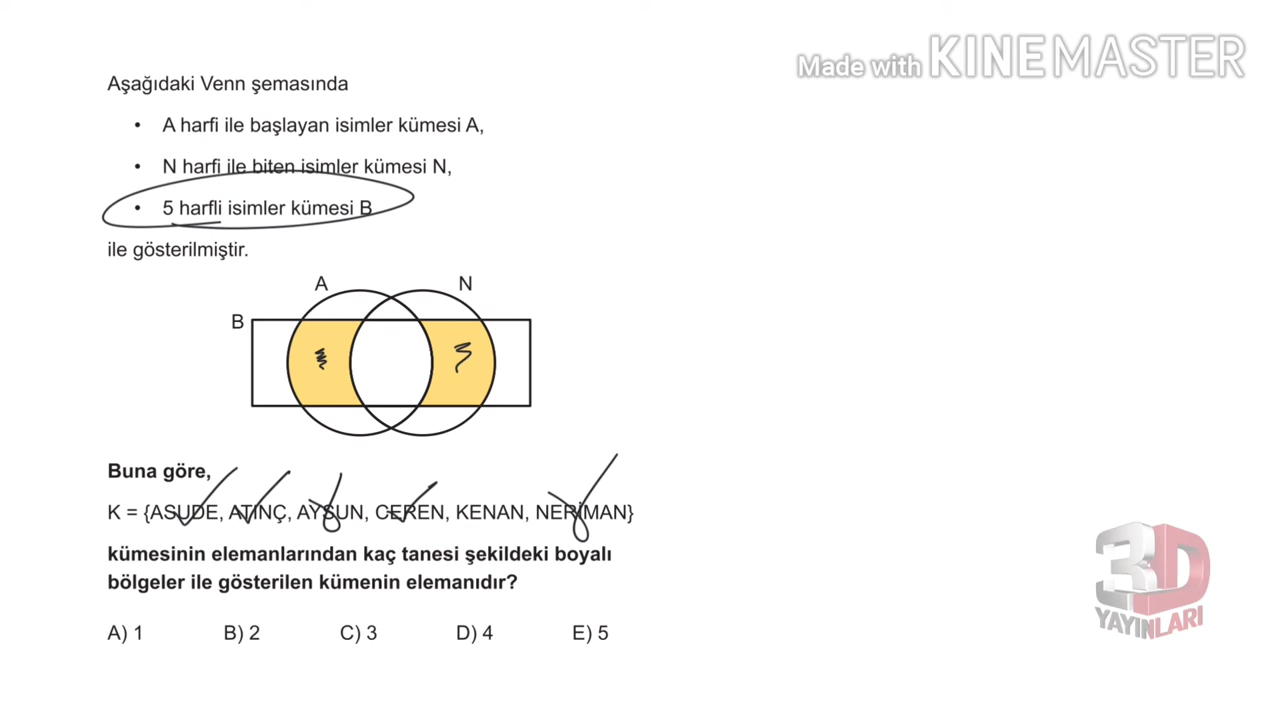 Made with KINEMASTER
Aşağıdaki Venn şemasında
• A harfi ile başlayan isimler kümesi A,
• N harfi ile biten isimler kümesi N,
• 5 harfli isimler kümesi B
ile gösterilmiştir.
A N
B
Buna göre,
K = {ASUDE, ATINÇ, AYSUN, CEREN, KENAN, NERİMAN}
kümesinin elemanlarından kaç tanesi şekildeki boyalı
bölgeler ile gösterilen kümenin elemanıdır?
A) 1 B) 2 C) 3 D) 4 E) 5
3D
YAYINLARI